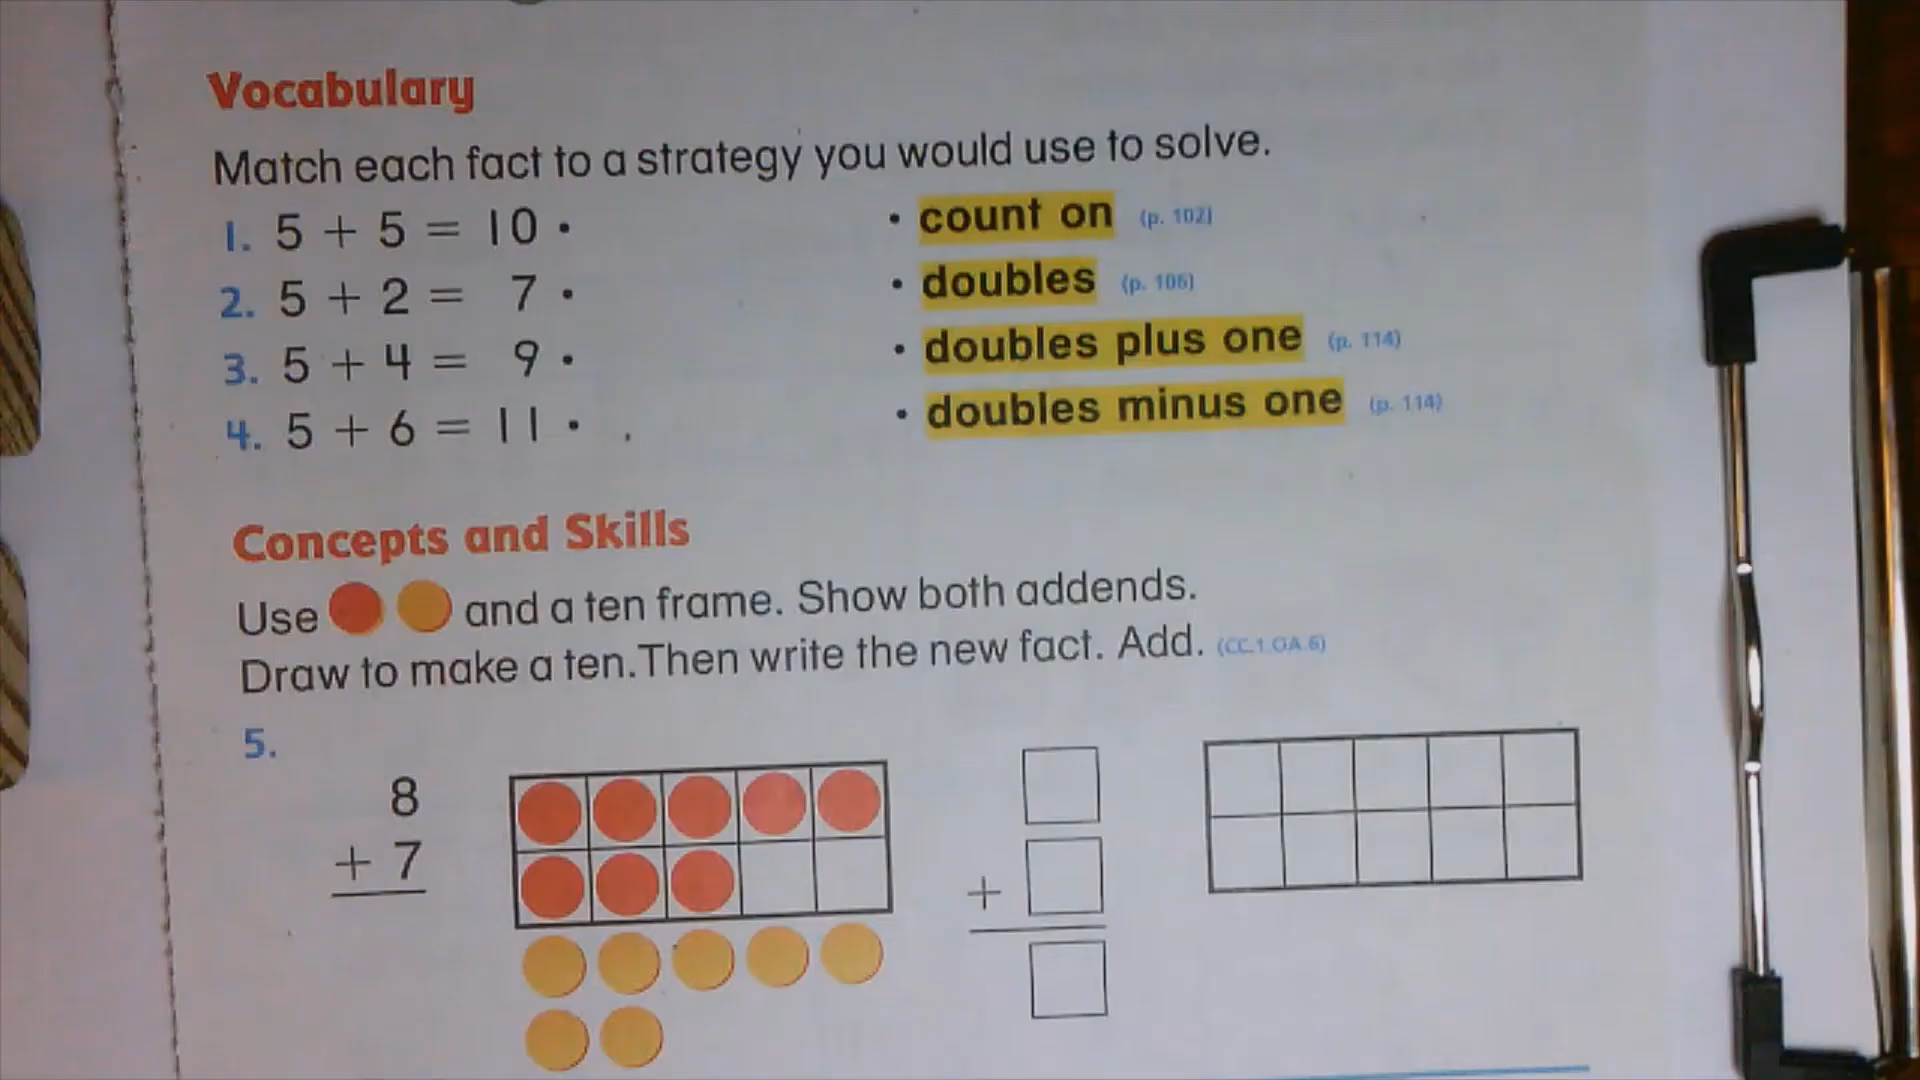 Vocabulary
Match each fact to a strategy you would use to solve.
1. 5 + 5 = 10 • • count on (p. 102)
2. 5 + 2 = 7 • • doubles (p. 106)
3. 5 + 4 = 9 • • doubles plus one (p. 114)
4. 5 + 6 = 11 • • doubles minus one (p. 114)
Concepts and Skills
Use and a ten frame. Show both addends.
Draw to make a ten. Then write the new fact. Add. (CC.1.OA.6)
5.
8
+ 7
+